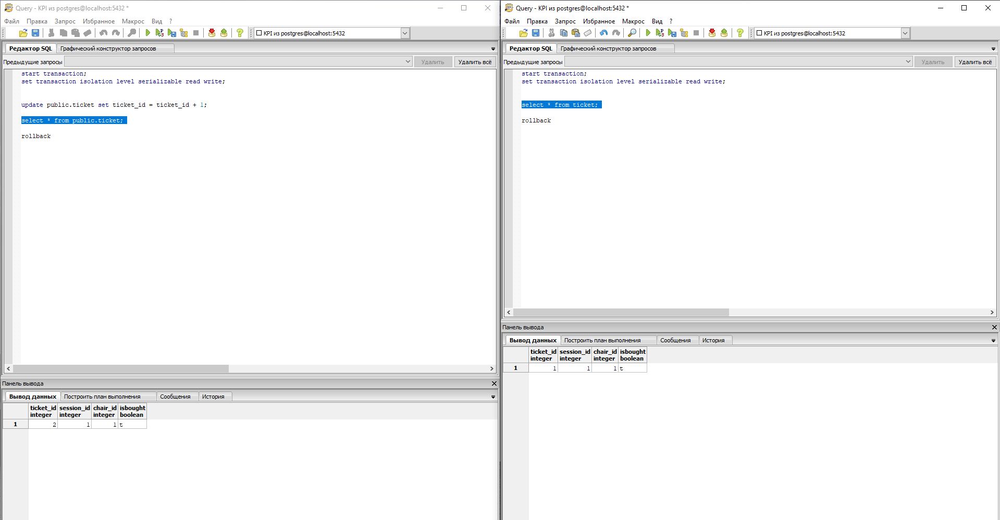 Query - KPI из postgres@localhost:5432 *
Файл Правка Запрос Избранное Макрос Вид ?
KPI из postgres@localhost:5432
Редактор SQL Графический конструктор запросов
Предыдущие запросы Удалить Удалить всё
start transaction;
set transaction isolation level serializable read write;
update public.ticket set ticket_id = ticket_id + 1;
select * from public.ticket;
rollback
Панель вывода
Вывод данных Построить план выполнения Сообщения История
ticket_id session_id chair_id isbought
integer integer integer boolean
1 2 1 1 t
Query - KPI из postgres@localhost:5432 *
Файл Правка Запрос Избранное Макрос Вид ?
KPI из postgres@localhost:5432
Редактор SQL Графический конструктор запросов
Предыдущие запросы Удалить Удалить всё
start transaction;
set transaction isolation level serializable read write;
select * from ticket;
rollback
Панель вывода
Вывод данных Построить план выполнения Сообщения История
ticket_id session_id chair_id isbought
integer integer integer boolean
1 1 1 1 t